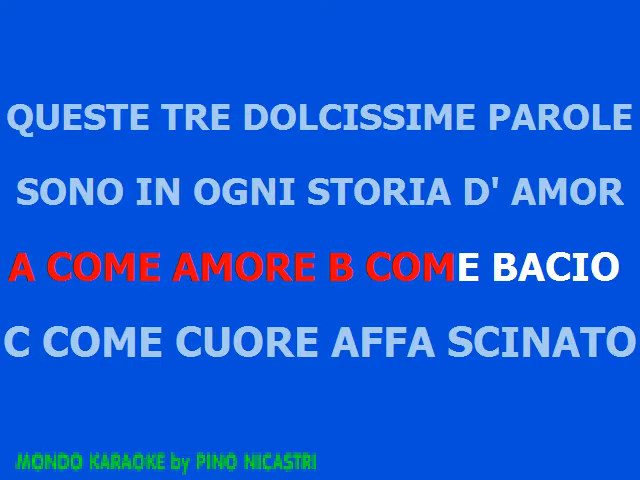 QUESTE TRE DOLCISSIME PAROLE
SONO IN OGNI STORIA D' AMOR
A COME AMORE B COME BACIO
C COME CUORE AFFA SCINATO
MONDO KARAOKE by PINO NICASTRI